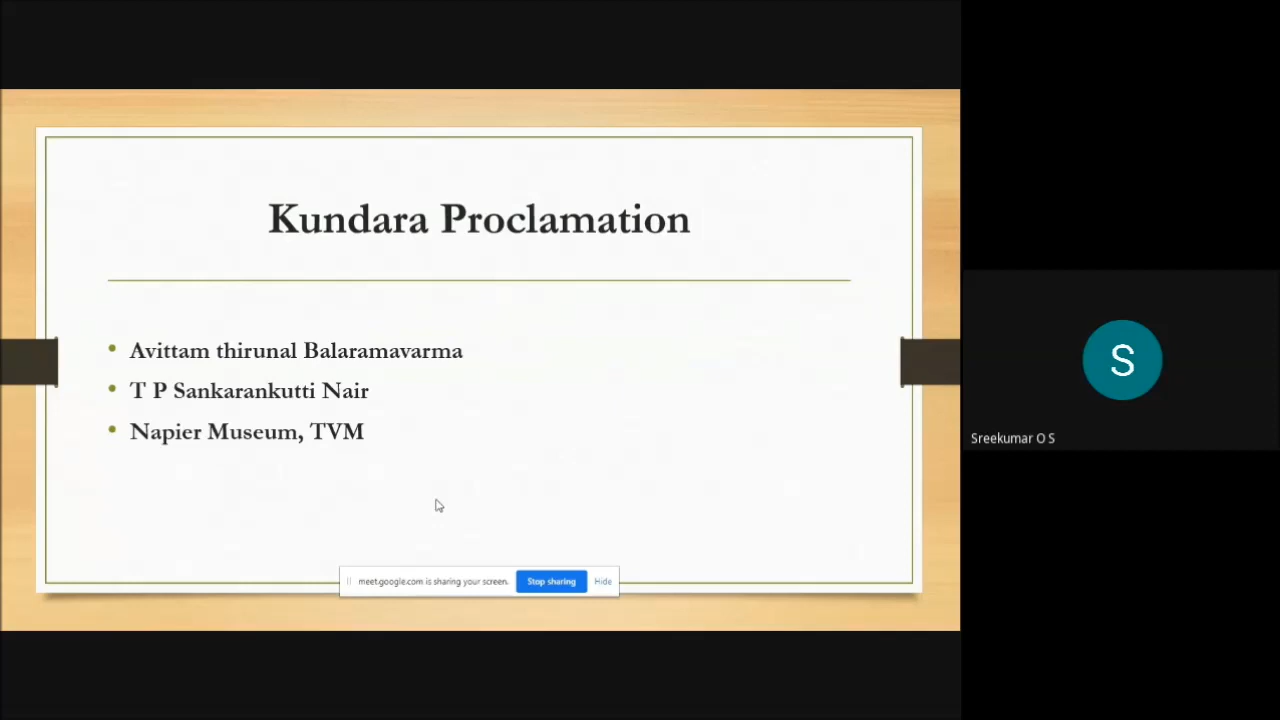 Kundara Proclamation
• Avittam thirunal Balaramavarma
• T P Sankarankutti Nair
• Napier Museum, TVM
meet.google.com is sharing your screen. Stop sharing Hide
S
Sreekumar O S